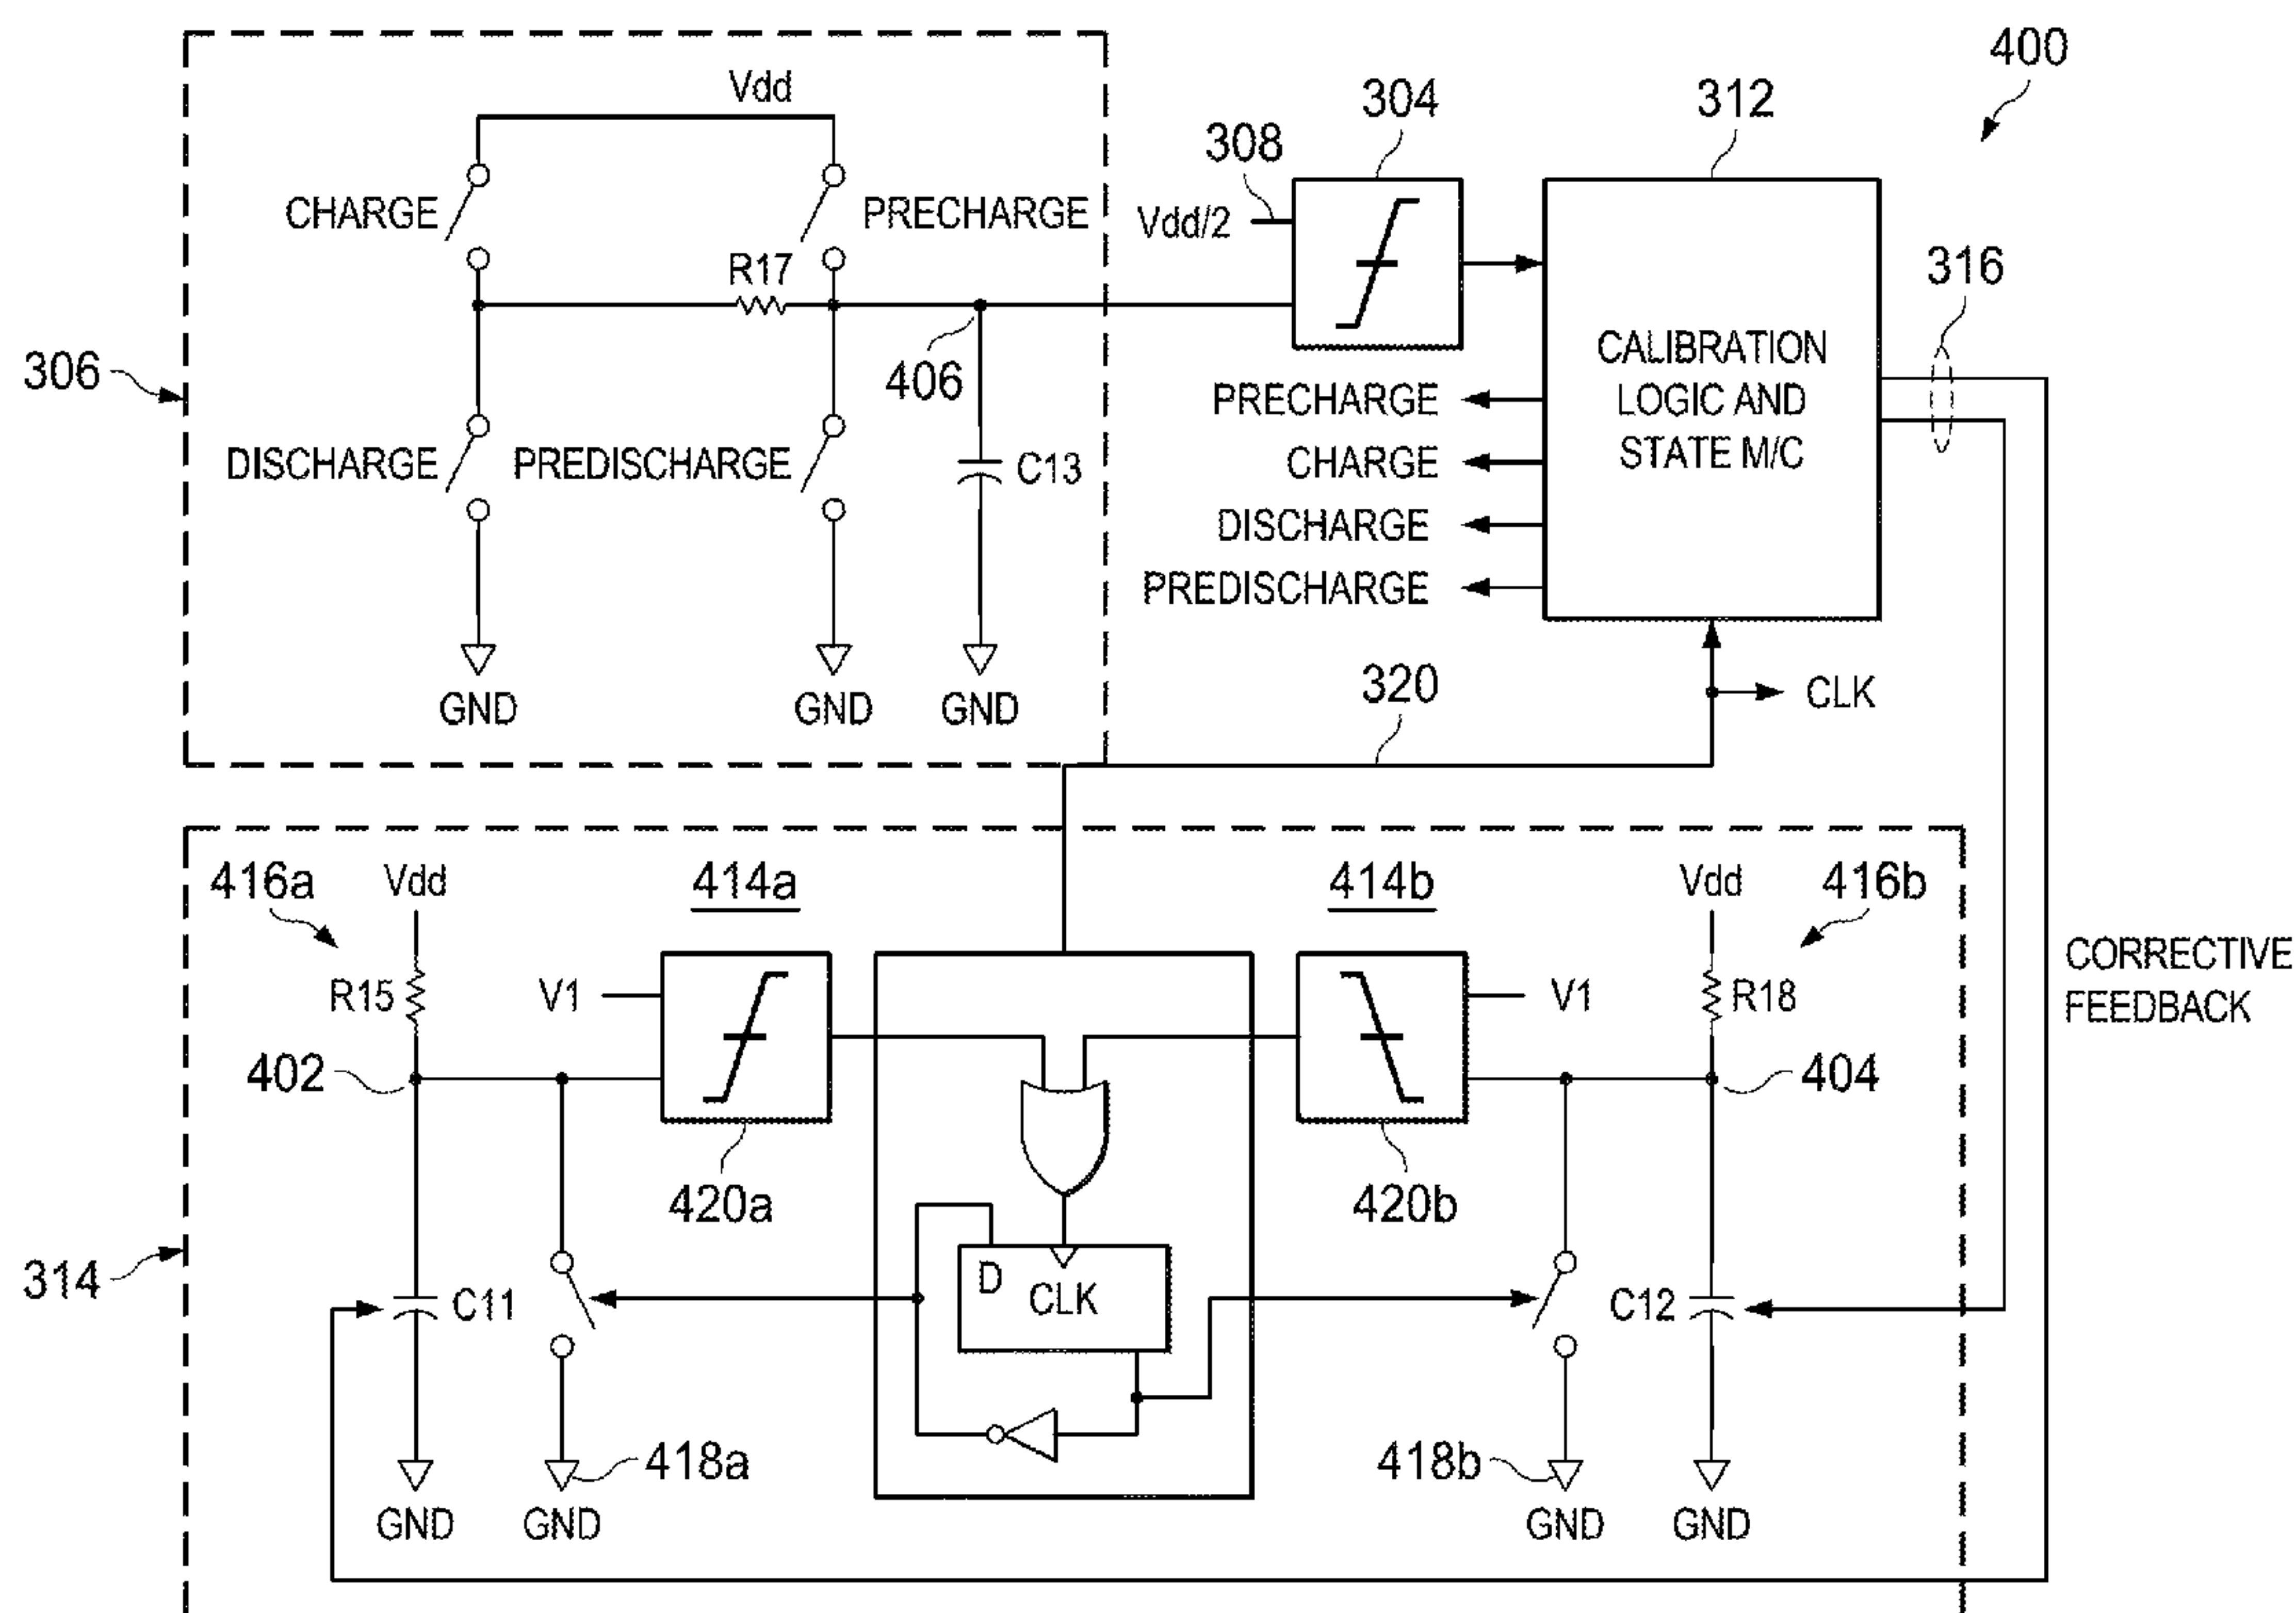 400
Vdd
304
312
308
CHARGE
PRECHARGE
Vdd/2
R17
316
306
406
CALIBRATION
LOGIC AND
STATE M/C
PRECHARGE
DISCHARGE
PREDISCHARGE
C13
CHARGE
DISCHARGE
PREDISCHARGE
320
CLK
GND
GND
GND
416a
Vdd
414a
414b
Vdd
416b
CORRECTIVE
FEEDBACK
R15
V1
V1
R18
402
404
420a
420b
314
C11
D
CLK
C12
418a
418b
GND
GND
GND
GND